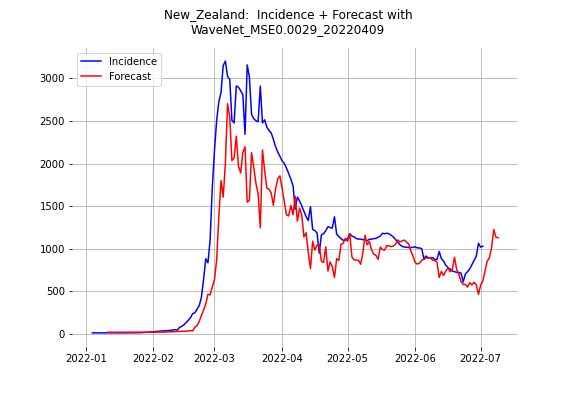 New_Zealand:  Incidence + Forecast with
WaveNet_MSE0.0029_20220409
Incidence
Forecast
3000
2500
2000
1500
1000
500
0
2022-01 2022-02 2022-03 2022-04 2022-05 2022-06 2022-07